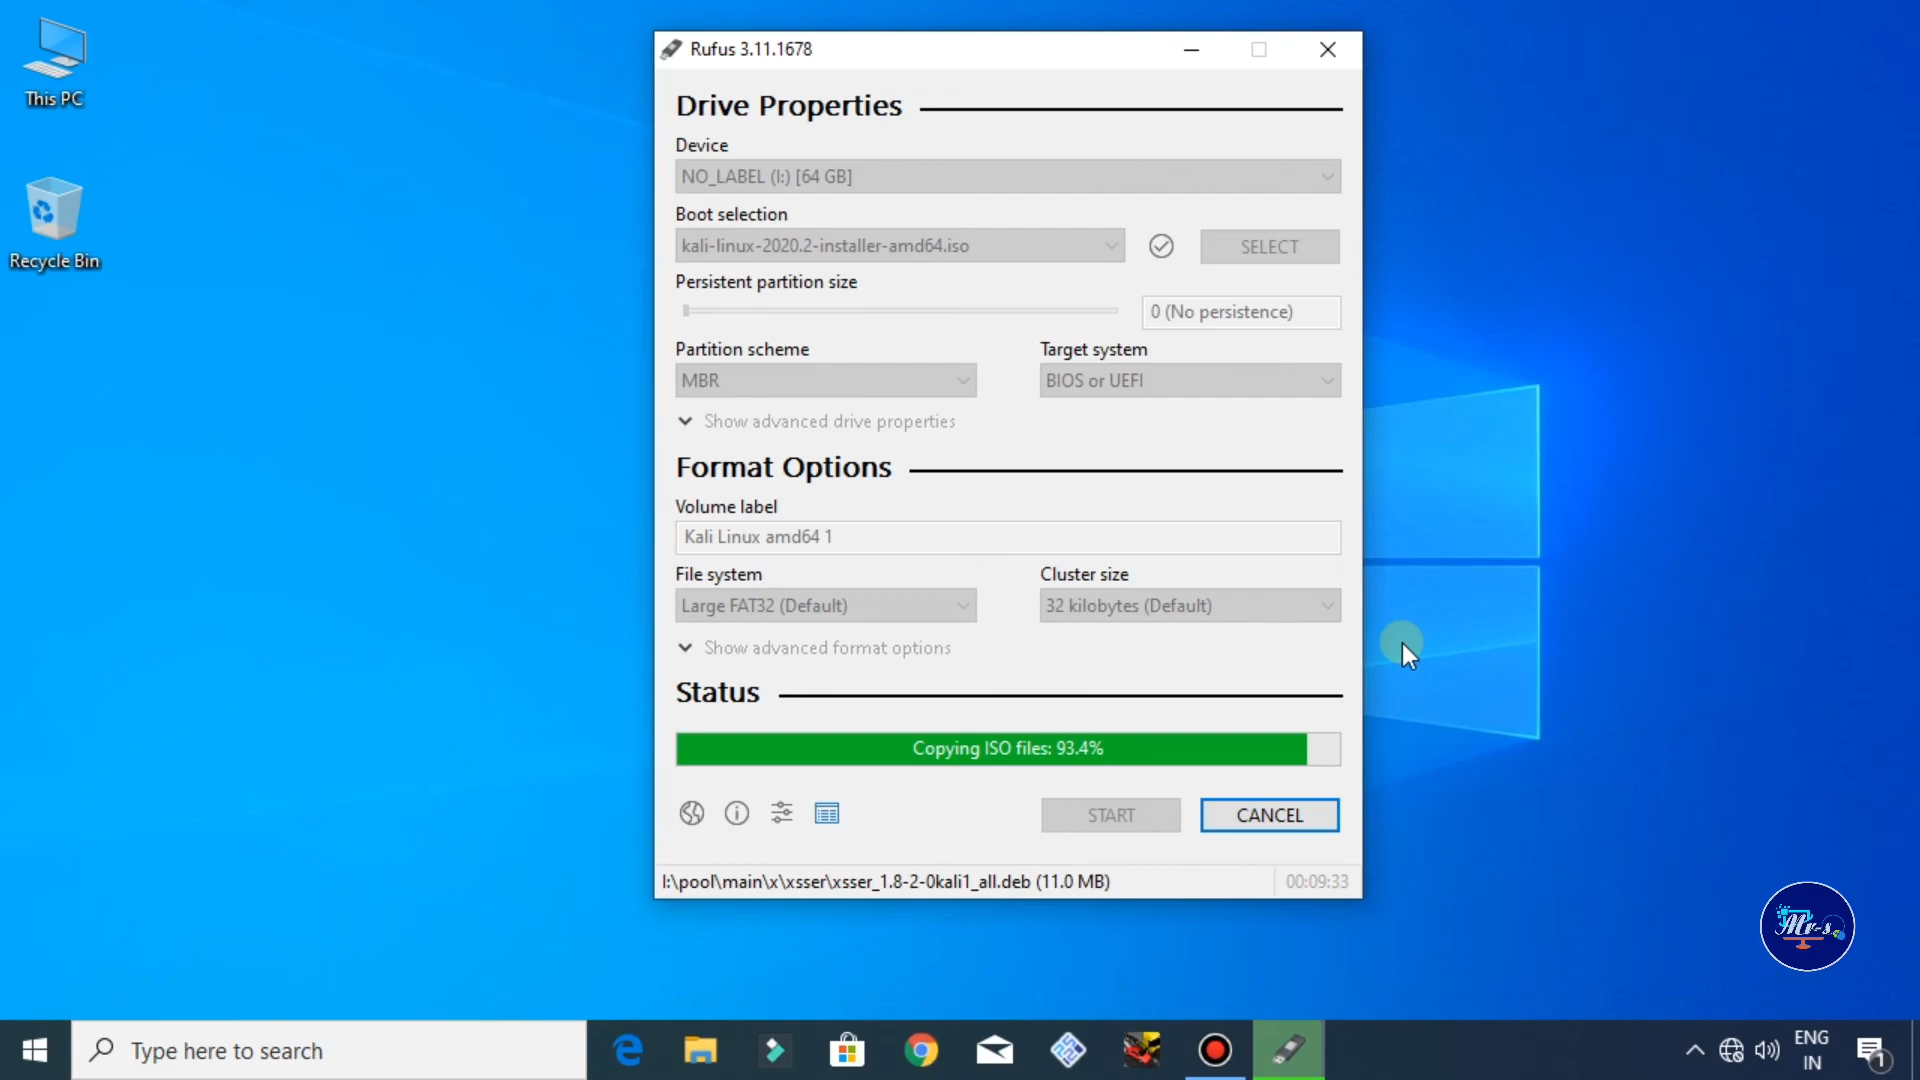 This PC
Recycle Bin
Rufus 3.11.1678
Drive Properties
Device
NO_LABEL (I:) [64 GB]
Boot selection
kali-linux-2020.2-installer-amd64.iso
SELECT
Persistent partition size
0 (No persistence)
Partition scheme
Target system
MBR
BIOS or UEFI
Show advanced drive properties
Format Options
Volume label
Kali Linux amd64 1
File system
Cluster size
Large FAT32 (Default)
32 kilobytes (Default)
Show advanced format options
Status
Copying ISO files: 93.4%
START
CANCEL
I:\pool\main\x\xsser\xsser_1.8-2-0kali1_all.deb (11.0 MB)
00:09:33
Mr-s
Type here to search
ENG
IN
1